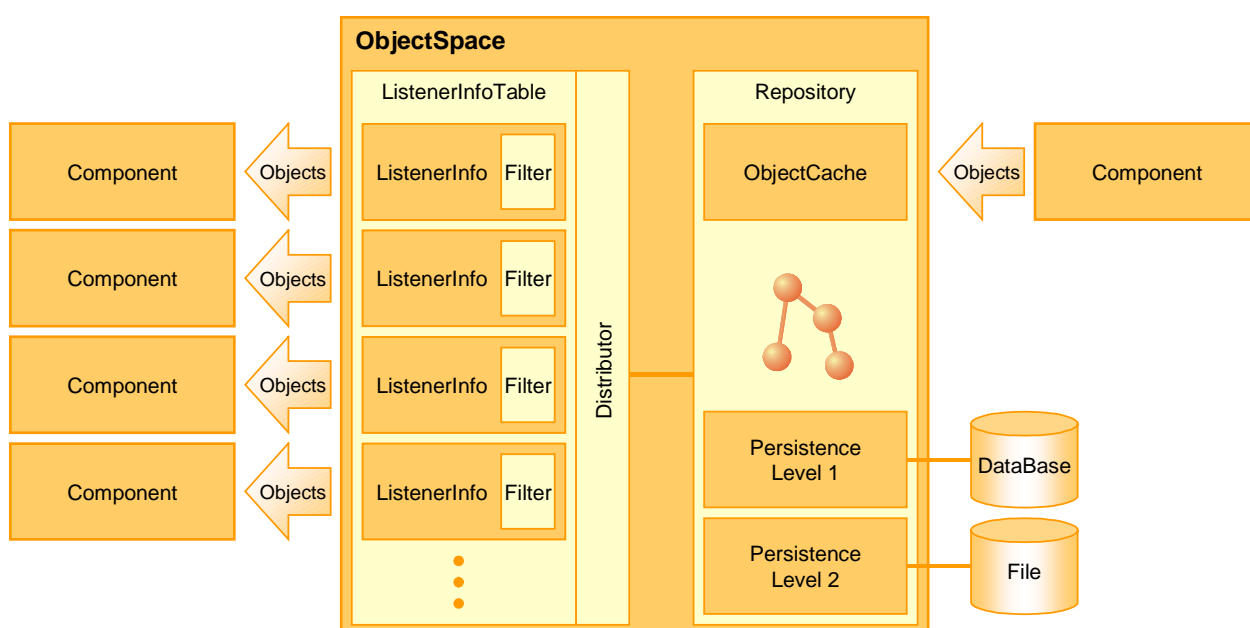 ObjectSpace
ListenerInfoTable
Repository
Component
Objects
ListenerInfo
Filter
ObjectCache
Objects
Component
Component
Objects
ListenerInfo
Filter
Distributor
Component
Objects
ListenerInfo
Filter
Persistence
Level 1
DataBase
Component
Objects
ListenerInfo
Filter
Persistence
Level 2
File